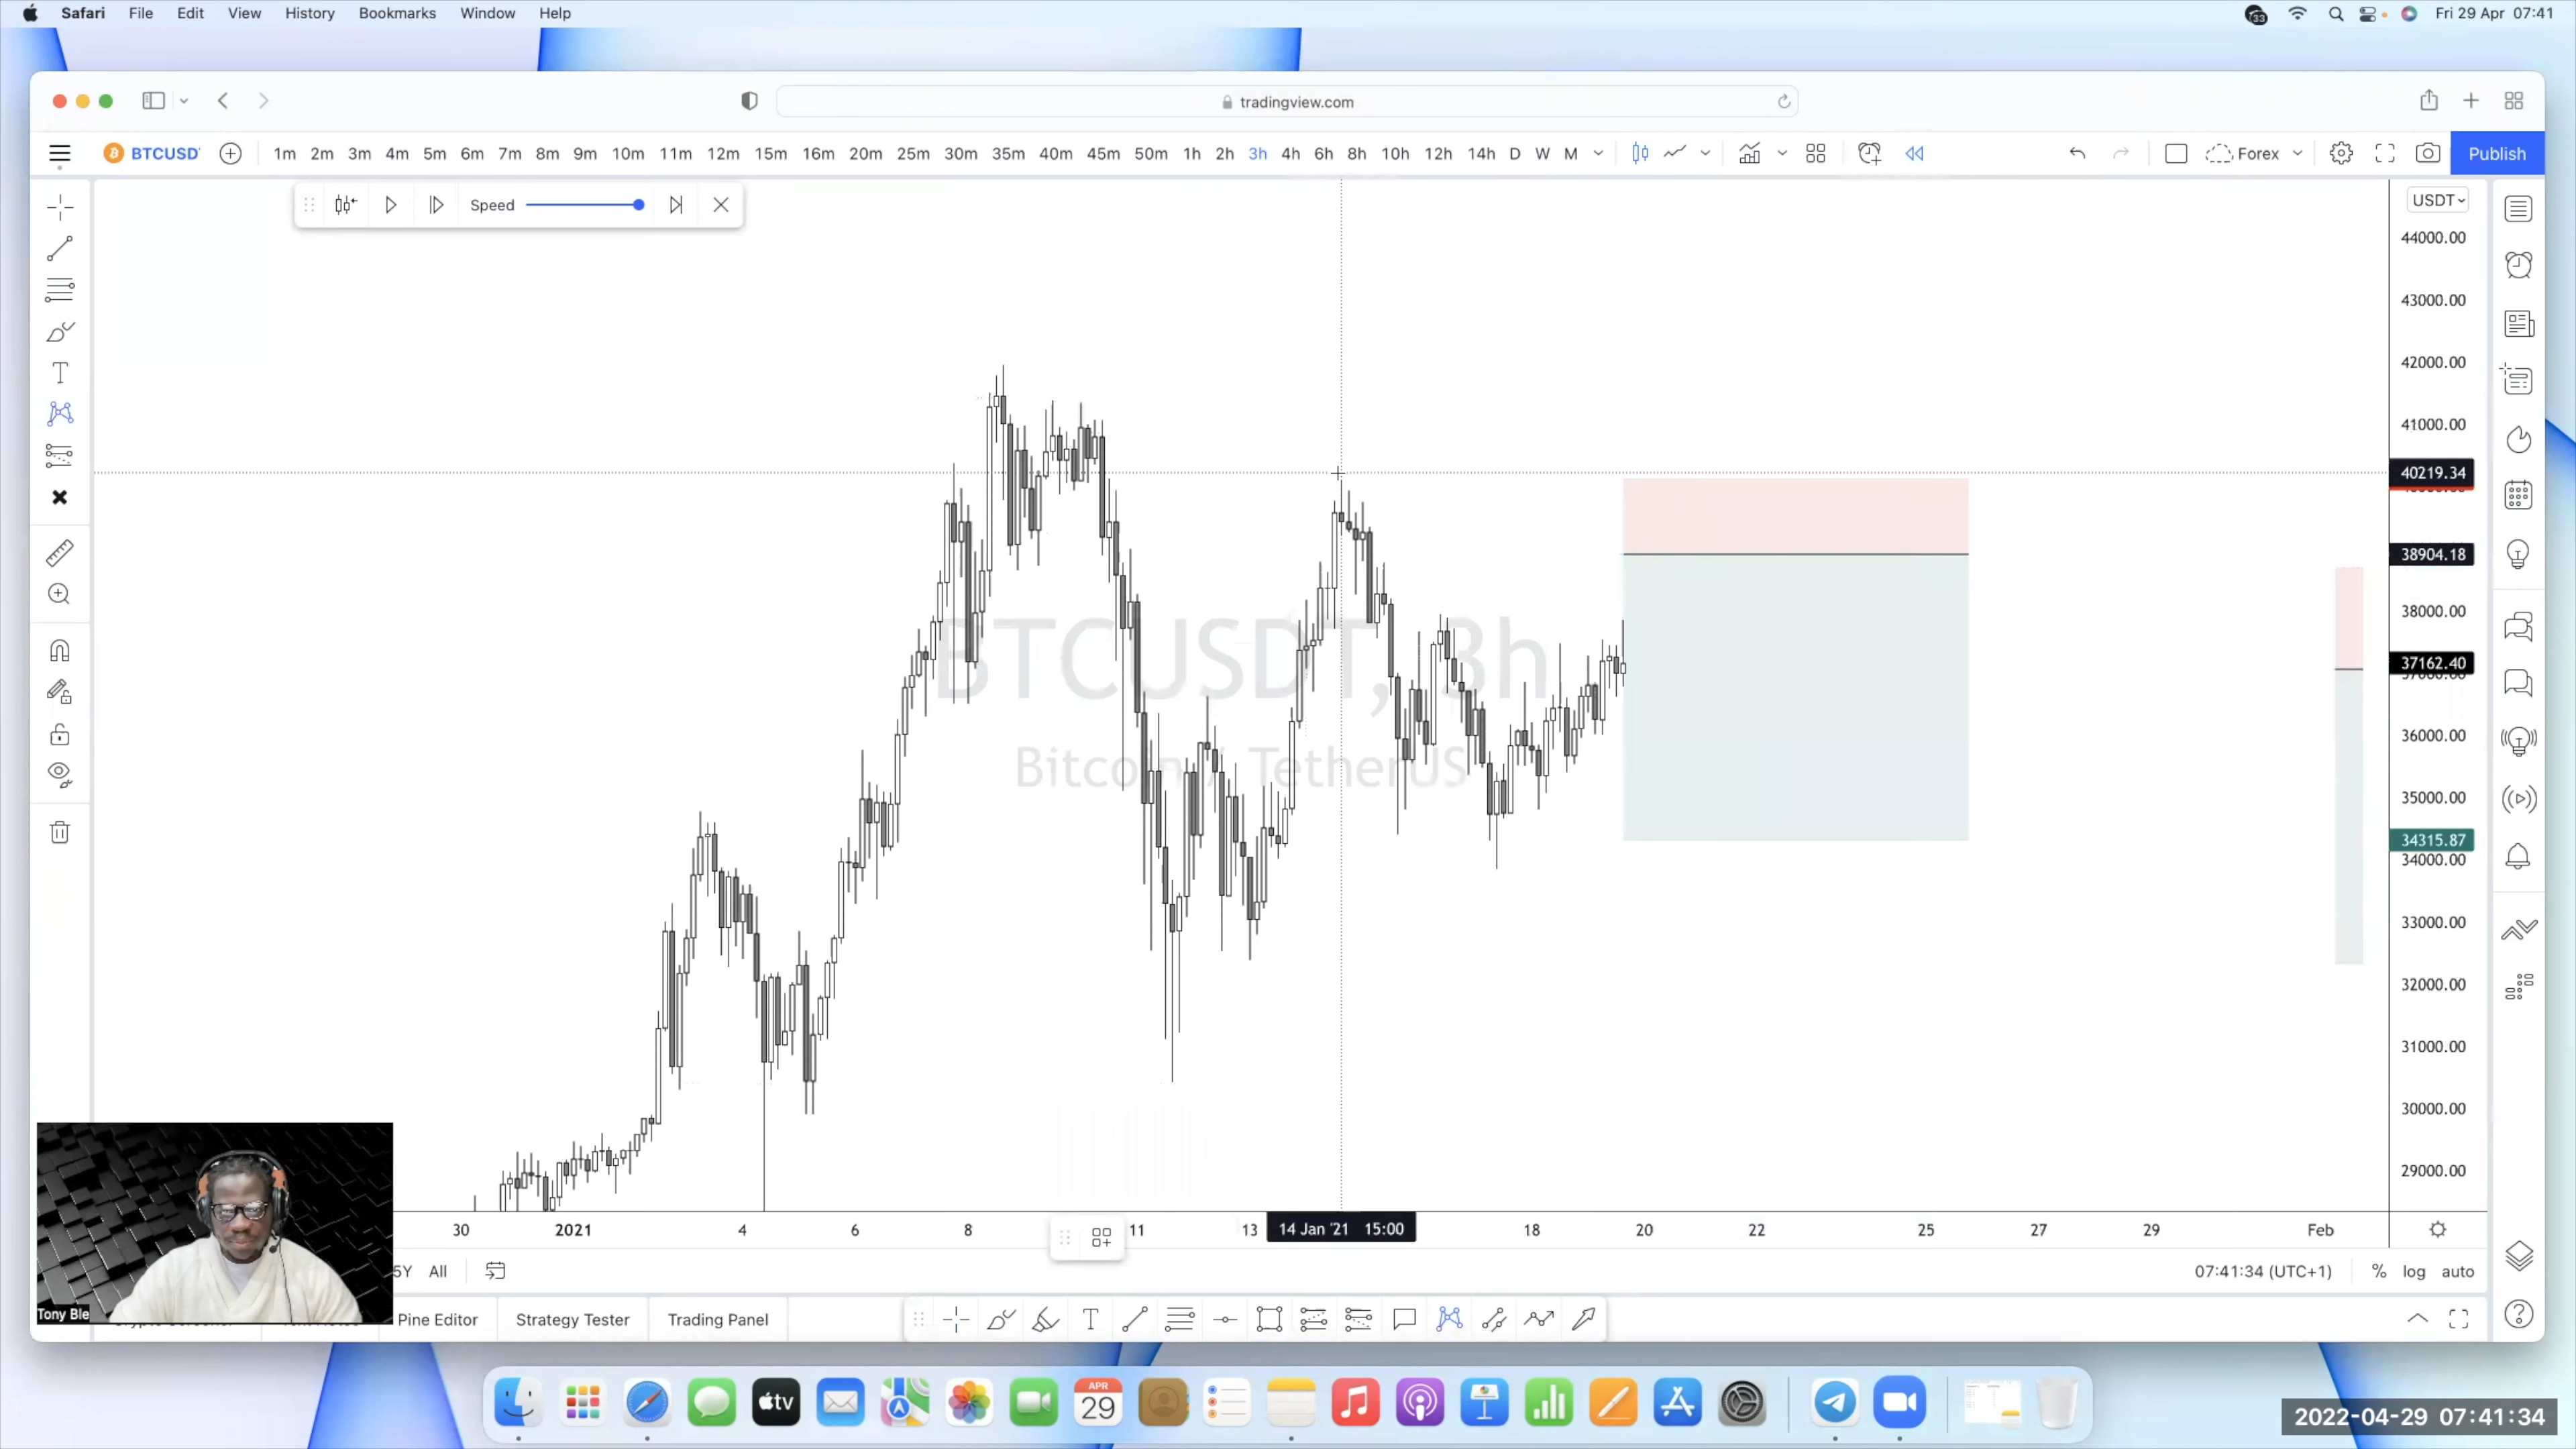 Safari File Edit View History Bookmarks Window Help
33
Fri 29 Apr 07:41
tradingview.com
BTCUSD
1m 2m 3m 4m 5m 6m 7m 8m 9m 10m 11m 12m 15m 16m 20m 25m 30m 35m 40m 45m 50m 1h 2h 3h 4h 6h 8h 10h 12h 14h D W M
Forex
Publish
Speed
USDT
44000.00
43000.00
42000.00
41000.00
40219.34
38904.18
38000.00
37162.40
36000.00
35000.00
34315.87
34000.00
33000.00
32000.00
31000.00
30000.00
29000.00
BTCUSDT, 3h
Bitcoin / TetherUS
30 2021 4 6 8 11 13 14 Jan '21 15:00 18 20 22 25 27 29 Feb
5Y All
07:41:34 (UTC+1) % log auto
Tony Ble
Pine Editor Strategy Tester Trading Panel
tv
APR
29
2022-04-29 07:41:34